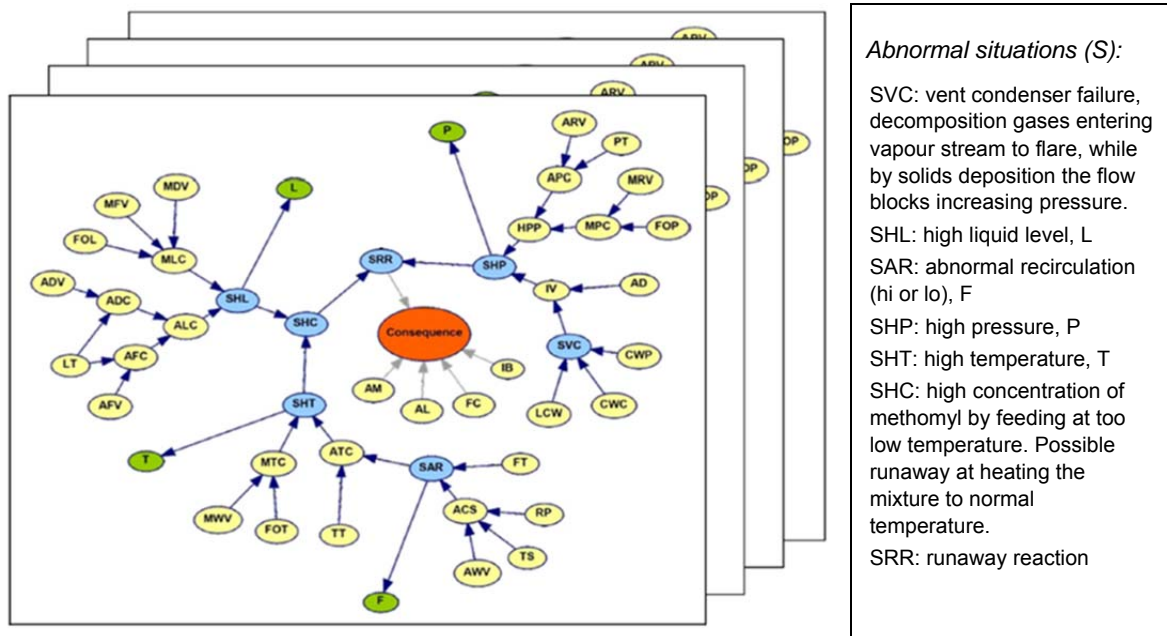 ARV
ARV
ARV
OP
OP
OP
ARV
P
PT
MDV
APC
MRV
L
MFV
HPP
MPC
FOP
FOL
MLC
SRR
SHP
ADV
IV
AD
ADC
SHL
ALC
SHC
Consequence
SVC
LT
AFC
CWP
IB
AM
AFV
SHT
AL
FC
LCW
CWC
T
MTC
ATC
SAR
FT
MWV
FOT
TT
ACS
RP
TS
AWV
F
Abnormal situations (S):
SVC: vent condenser failure,
decomposition gases entering
vapour stream to flare, while
by solids deposition the flow
blocks increasing pressure.
SHL: high liquid level, L
SAR: abnormal recirculation
(hi or lo), F
SHP: high pressure, P
SHT: high temperature, T
SHC: high concentration of
methomyl by feeding at too
low temperature. Possible
runaway at heating the
mixture to normal
temperature.
SRR: runaway reaction